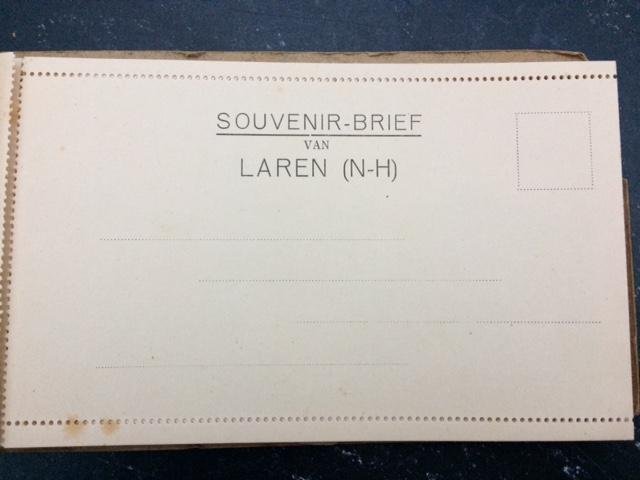 SOUVENIR-BRIEF
VAN
LAREN (N-H)